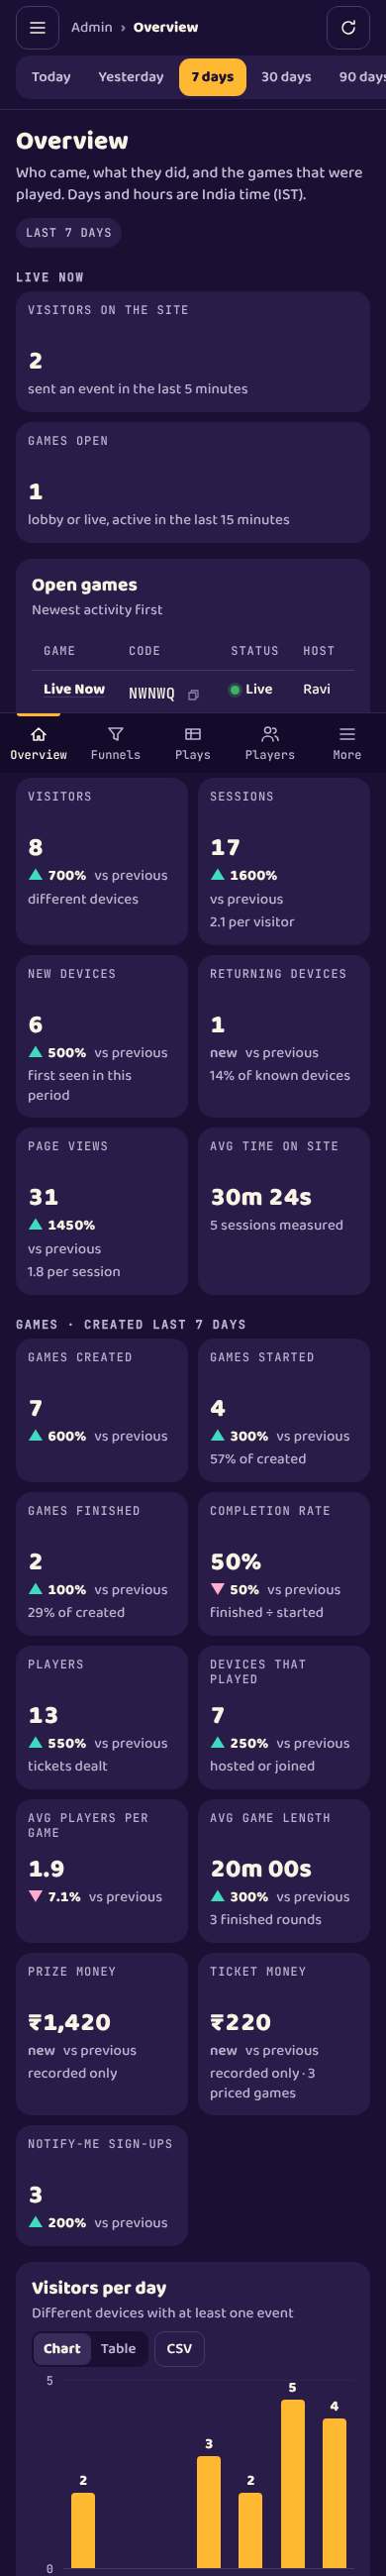 Admin › Overview
Today Yesterday 7 days 30 days 90 days
Overview
Who came, what they did, and the games that were
played. Days and hours are India time (IST).
LAST 7 DAYS
LIVE NOW
VISITORS ON THE SITE
2
sent an event in the last 5 minutes
GAMES OPEN
1
lobby or live, active in the last 15 minutes
Open games
Newest activity first
GAME CODE STATUS HOST
Live Now NWNWQ Live Ravi
Overview Funnels Plays Players More
VISITORS
8
700% vs previous
different devices
SESSIONS
17
1600%
vs previous
2.1 per visitor
NEW DEVICES
6
500% vs previous
first seen in this
period
RETURNING DEVICES
1
new vs previous
14% of known devices
PAGE VIEWS
31
1450%
vs previous
1.8 per session
AVG TIME ON SITE
30m 24s
5 sessions measured
GAMES · CREATED LAST 7 DAYS
GAMES CREATED
7
600% vs previous
GAMES STARTED
4
300% vs previous
57% of created
GAMES FINISHED
2
100% vs previous
29% of created
COMPLETION RATE
50%
50% vs previous
finished ÷ started
PLAYERS
13
550% vs previous
tickets dealt
DEVICES THAT
PLAYED
7
250% vs previous
hosted or joined
AVG PLAYERS PER
GAME
1.9
7.1% vs previous
AVG GAME LENGTH
20m 00s
300% vs previous
3 finished rounds
PRIZE MONEY
₹1,420
new vs previous
recorded only
TICKET MONEY
₹220
new vs previous
recorded only · 3
priced games
NOTIFY-ME SIGN-UPS
3
200% vs previous
Visitors per day
Different devices with at least one event
Chart Table CSV
5
2
3
2
5
4
0